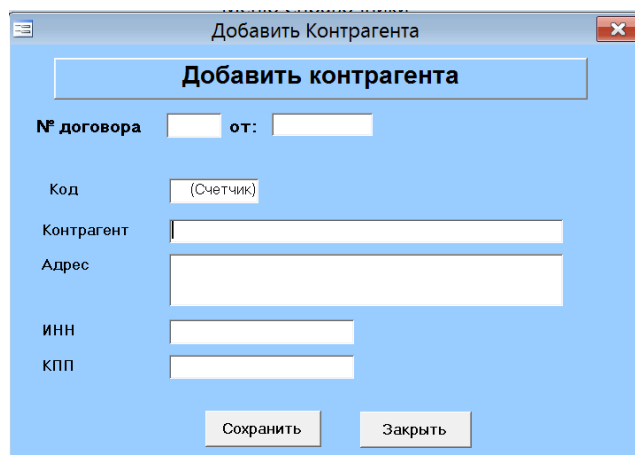 Добавить Контрагента
Добавить контрагента
№ договора от:
Код (Счетчик)
Контрагент
Адрес
ИНН
КПП
Сохранить Закрыть